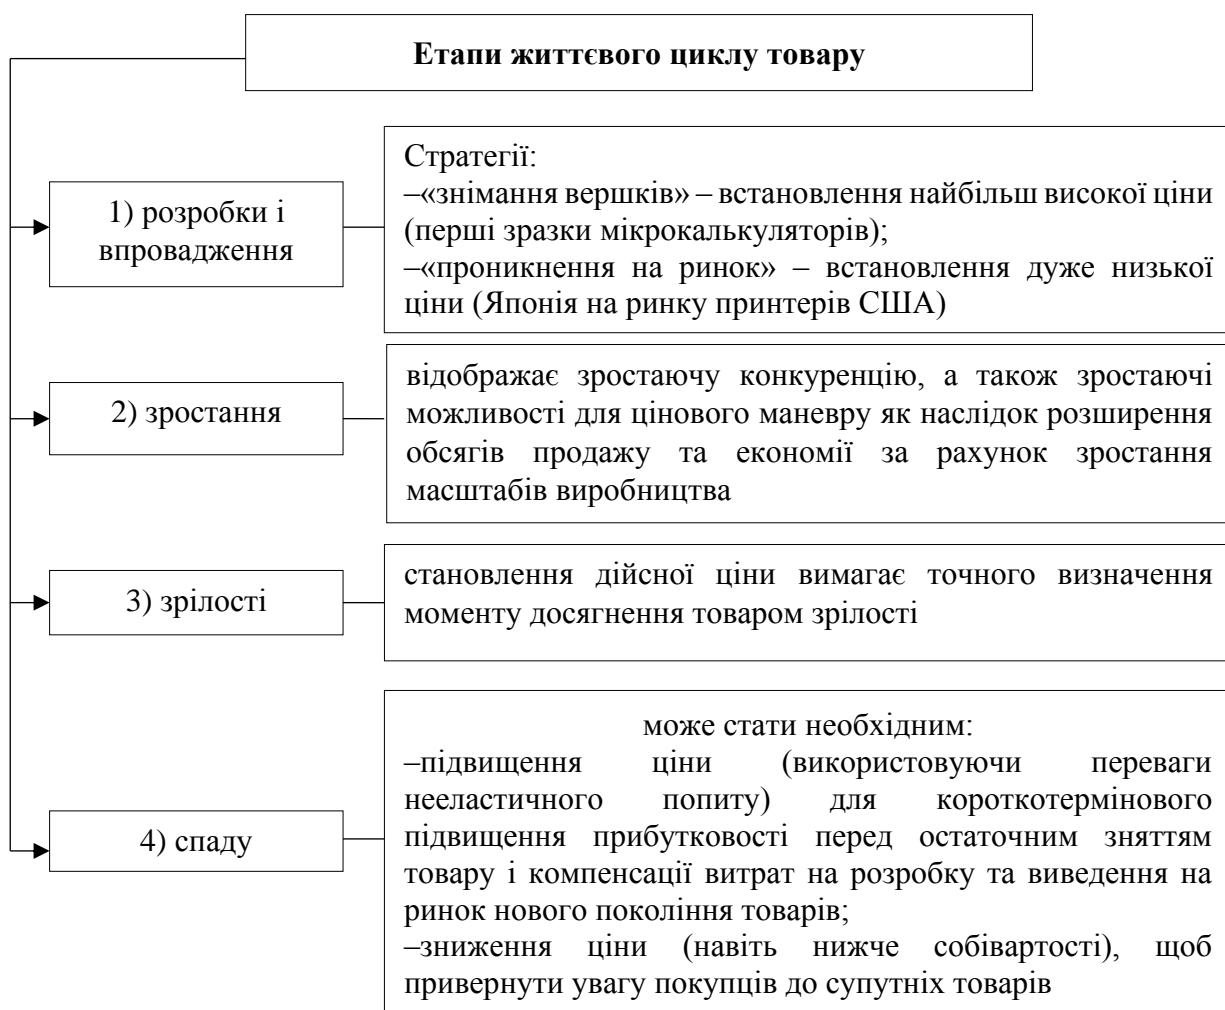 Етапи життєвого циклу товару
1) розробки і
впровадження
Стратегії:
–«знімання вершків» – встановлення найбільш високої ціни
(перші зразки мікрокалькуляторів);
–«проникнення на ринок» – встановлення дуже низької
ціни (Японія на ринку принтерів США)
2) зростання
відображає зростаючу конкуренцію, а також зростаючі
можливості для цінового маневру як наслідок розширення
обсягів продажу та економії за рахунок зростання
масштабів виробництва
3) зрілості
становлення дійсної ціни вимагає точного визначення
моменту досягнення товаром зрілості
4) спаду
може стати необхідним:
–підвищення ціни (використовуючи переваги
нееластичного попиту) для короткотермінового
підвищення прибутковості перед остаточним зняттям
товару і компенсації витрат на розробку та виведення на
ринок нового покоління товарів;
–зниження ціни (навіть нижче собівартості), щоб
привернути увагу покупців до супутніх товарів